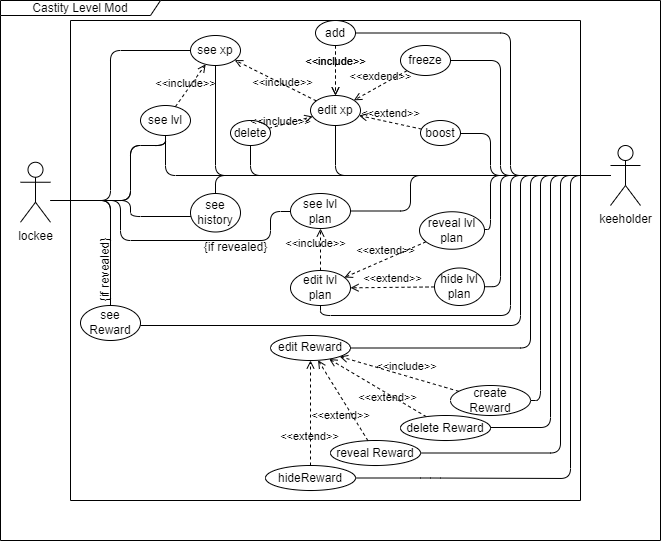 Castity Level Mod
add
see xp
<<include>>
freeze
<<include>>
<<include>>
<<exdend>>
see lvl
edit xp
<<include>>
<<extend>>
delete
boost
lockee
keeholder
see
history
see lvl
plan
reveal lvl
plan
{if revealed}
{if revealed}
<<include>>
<<extend>>
edit lvl
plan
<<extend>>
hide lvl
plan
see
Reward
edit Reward
<<include>>
create
Reward
<<extend>>
<<extend>>
delete Reward
<<extend>>
reveal Reward
hideReward